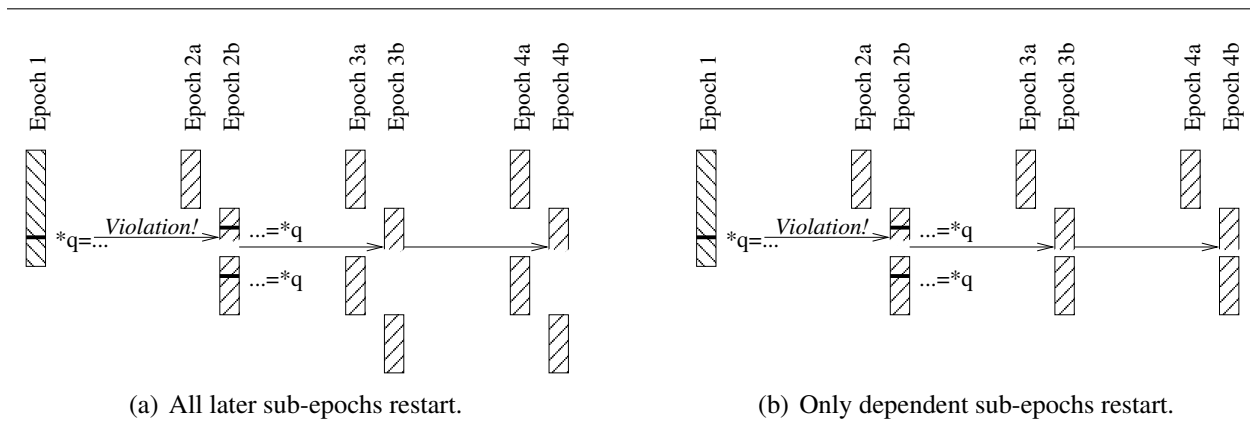 Epoch 1
Epoch 2a
Epoch 2b
Epoch 3a
Epoch 3b
Epoch 4a
Epoch 4b
*q=...
Violation!
...=*q
...=*q
(a) All later sub-epochs restart.
Epoch 1
Epoch 2a
Epoch 2b
Epoch 3a
Epoch 3b
Epoch 4a
Epoch 4b
*q=...
Violation!
...=*q
...=*q
(b) Only dependent sub-epochs restart.